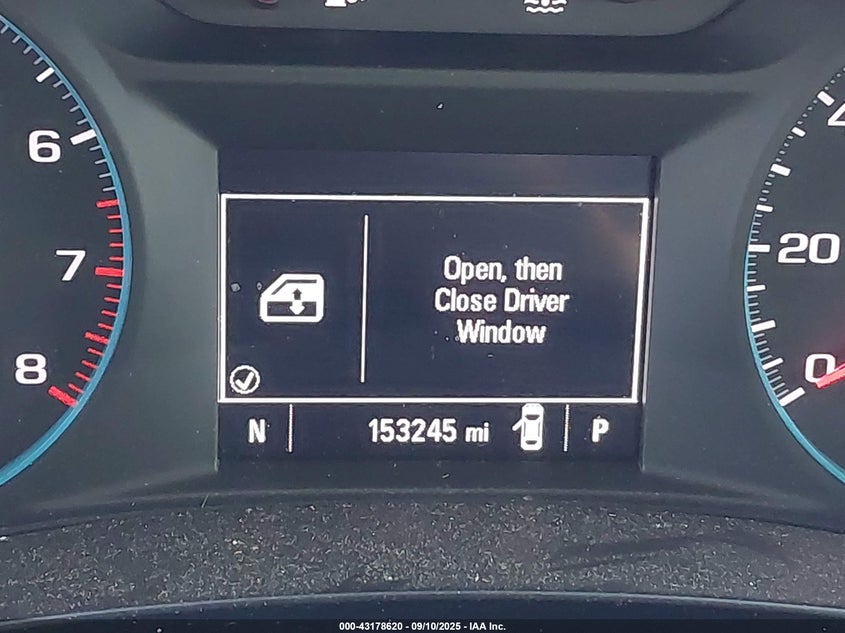 6
7
8
Open, then
Close Driver
Window
N
153245 mi
P
20
0
000-43178620 - 09/10/2025 - IAA Inc.